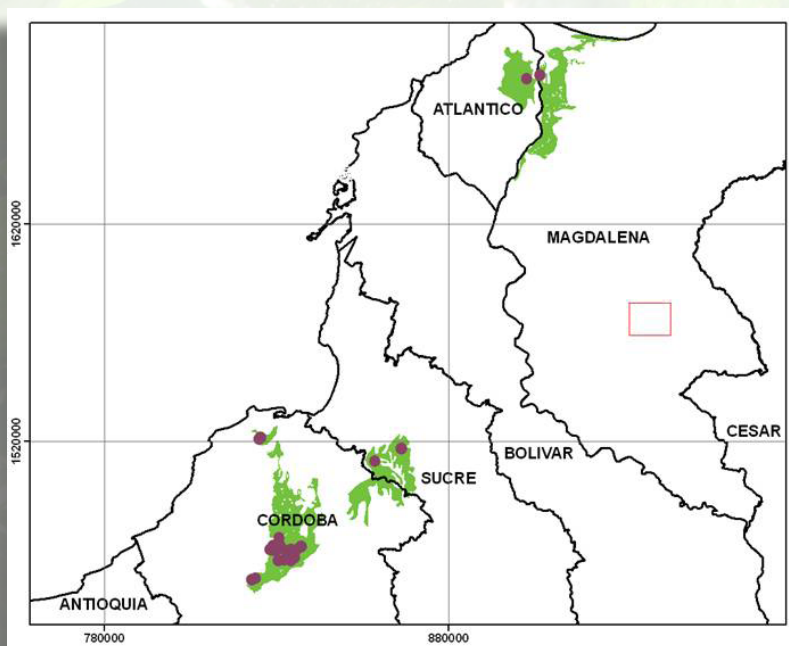 ATLANTICO
1620000
MAGDALENA
1520000
CESAR
BOLIVAR
SUCRE
CORDOBA
ANTIOQUIA
780000
880000